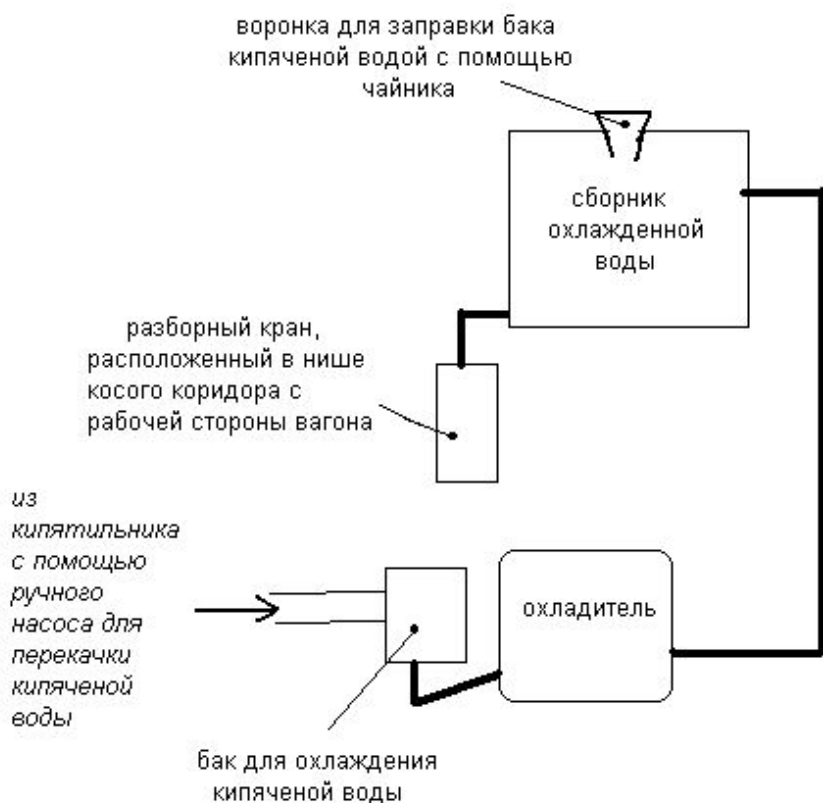 воронка для заправки бака
кипяченой водой с помощью
чайника
сборник
охлажденной
воды
разборный кран,
расположенный в нише
косого коридора с
рабочей стороны вагона
из
кипятильника
с помощью
ручного
насоса для
перекачки
кипяченой
воды
охладитель
бак для охлаждения
кипяченой воды